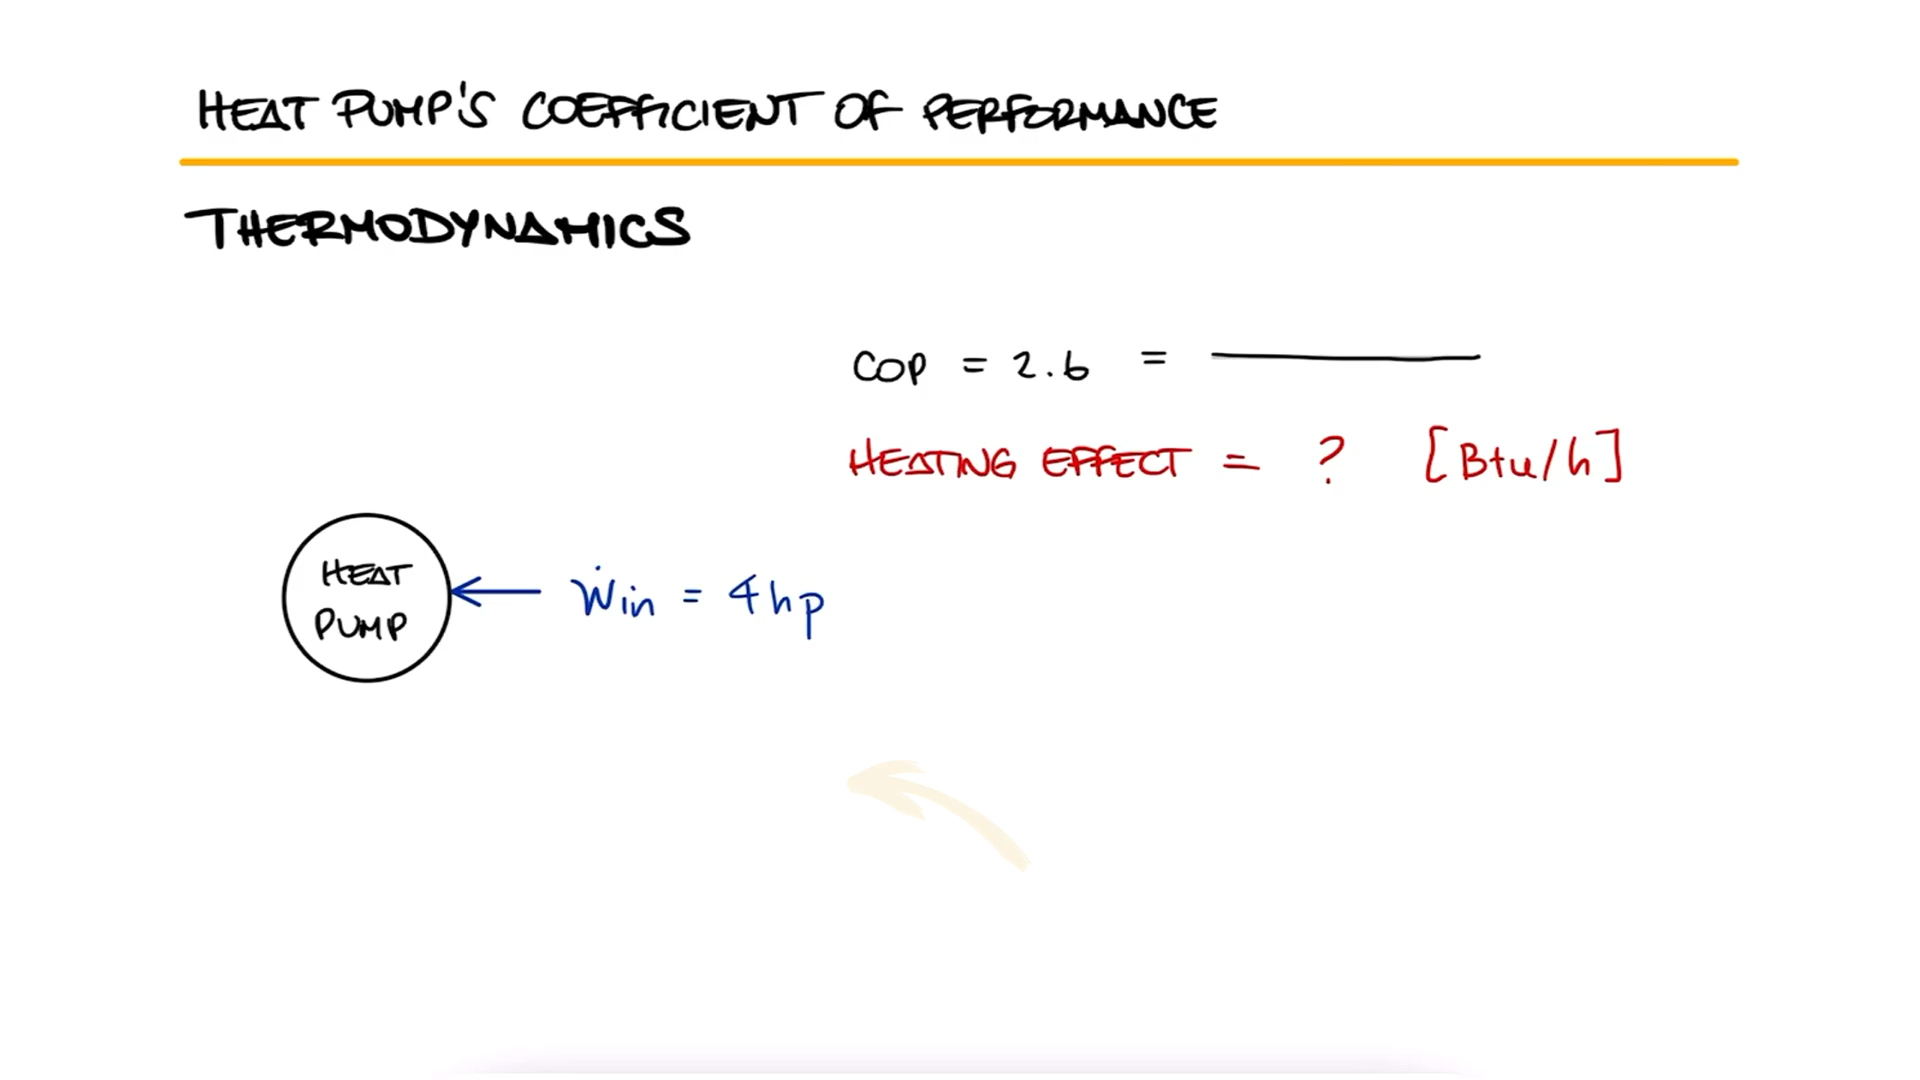 HEAT PUMP'S COEFFICIENT OF PERFORMANCE
THERMODYNAMICS
COP = 2.6 =
HEATING EFFECT = ? [Btu/h]
HEAT
PUMP
Ẇin = 4hp